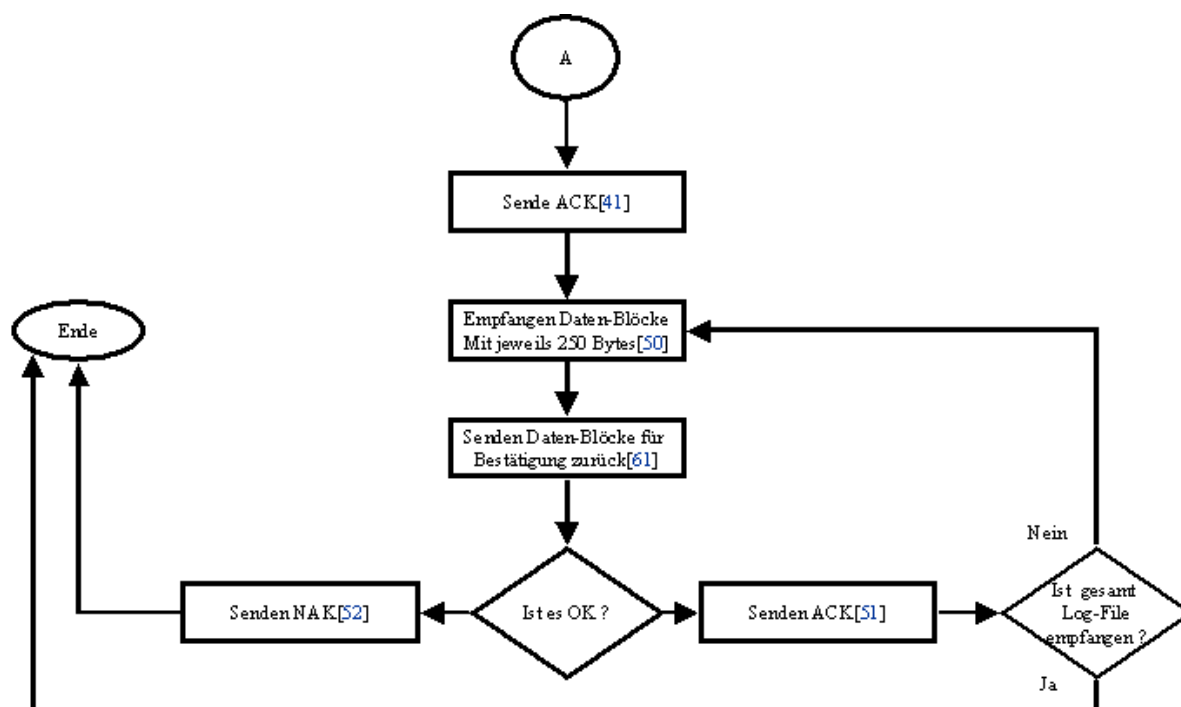 A
Sende ACK[41]
Ende
Empfangen Daten-Blöcke
Mit jeweils 250 Bytes[50]
Senden Daten-Blöcke für
Bestätigung zurück[61]
Nein
Senden NAK[52]
Ist es OK ?
Senden ACK[51]
Ist gesamt
Log-File
empfangen ?
Ja